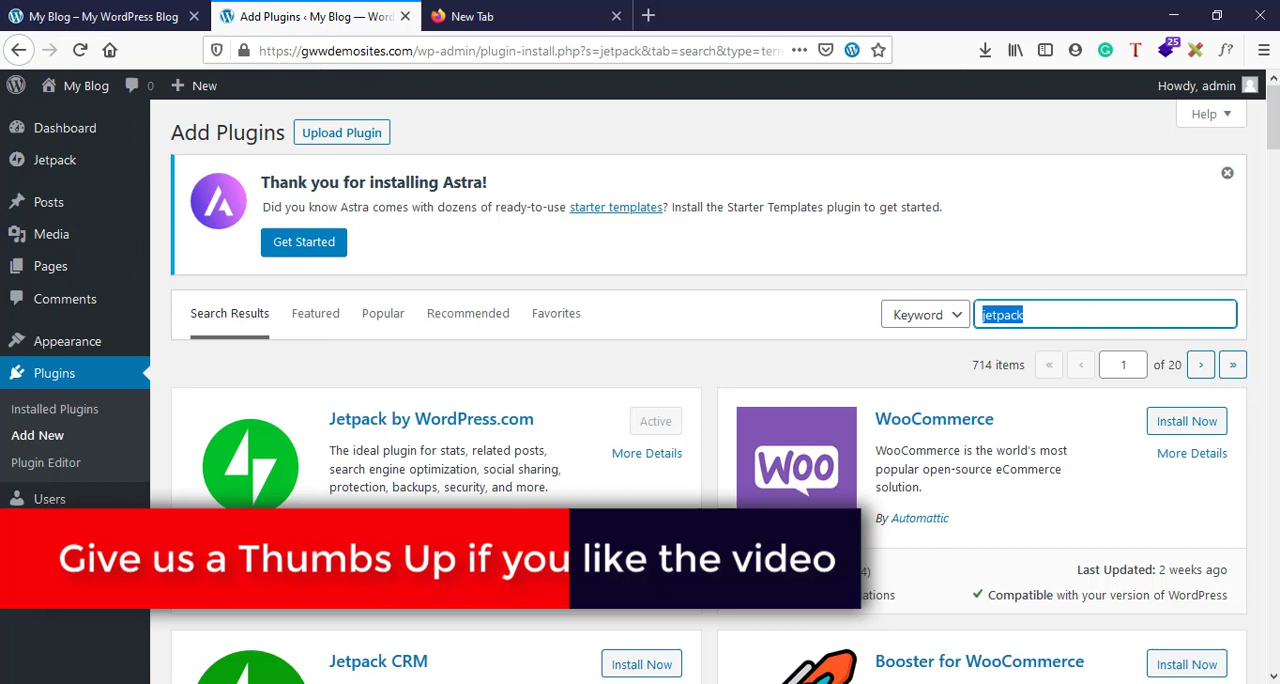 My Blog – My WordPress Blog
Add Plugins ‹ My Blog — Word
New Tab
https://gwwdemosites.com/wp-admin/plugin-install.php?s=jetpack&tab=search&type=ter
25
T
f?
My Blog
0
New
Howdy, admin
Dashboard
Jetpack
Posts
Media
Pages
Comments
Appearance
Plugins
Installed Plugins
Add New
Plugin Editor
Users
Add Plugins
Upload Plugin
Help
Thank you for installing Astra!
Did you know Astra comes with dozens of ready-to-use starter templates? Install the Starter Templates plugin to get started.
Get Started
Search Results
Featured
Popular
Recommended
Favorites
Keyword
jetpack
714 items
«
‹
1
of 20
›
»
Jetpack by WordPress.com
Active
The ideal plugin for stats, related posts,
search engine optimization, social sharing,
protection, backups, security, and more.
More Details
WOO
WooCommerce
Install Now
WooCommerce is the world's most
popular open-source eCommerce
solution.
More Details
By Automattic
4)
Last Updated: 2 weeks ago
Compatible with your version of WordPress
Give us a Thumbs Up if you like the video
Jetpack CRM
Install Now
Booster for WooCommerce
Install Now